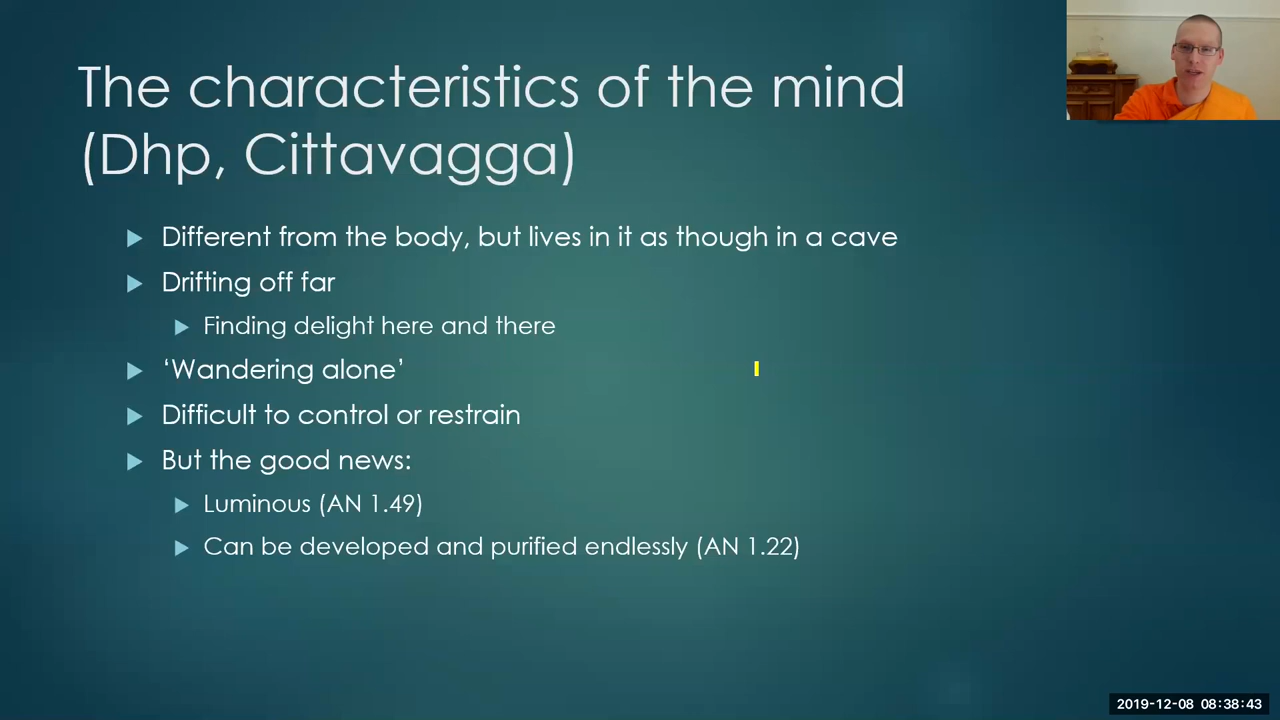 The characteristics of the mind
(Dhp, Cittavagga)
Different from the body, but lives in it as though in a cave
Drifting off far
Finding delight here and there
‘Wandering alone’
Difficult to control or restrain
But the good news:
Luminous (AN 1.49)
Can be developed and purified endlessly (AN 1.22)
2019-12-08 08:38:43